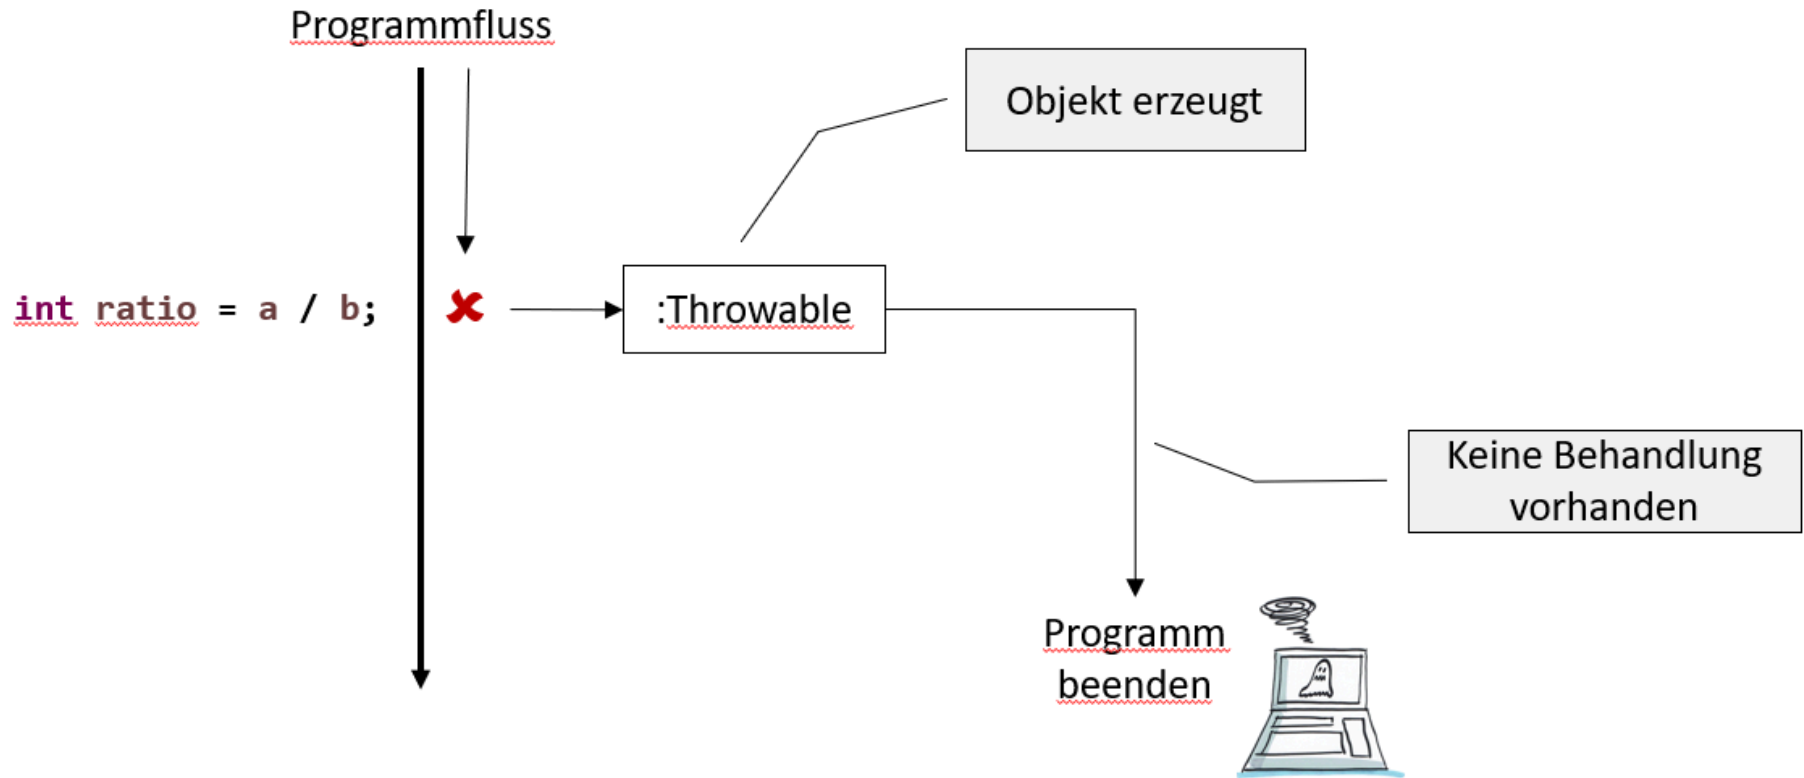 Programmfluss
Objekt erzeugt
int ratio = a / b;
:Throwable
Keine Behandlung
vorhanden
Programm
beenden